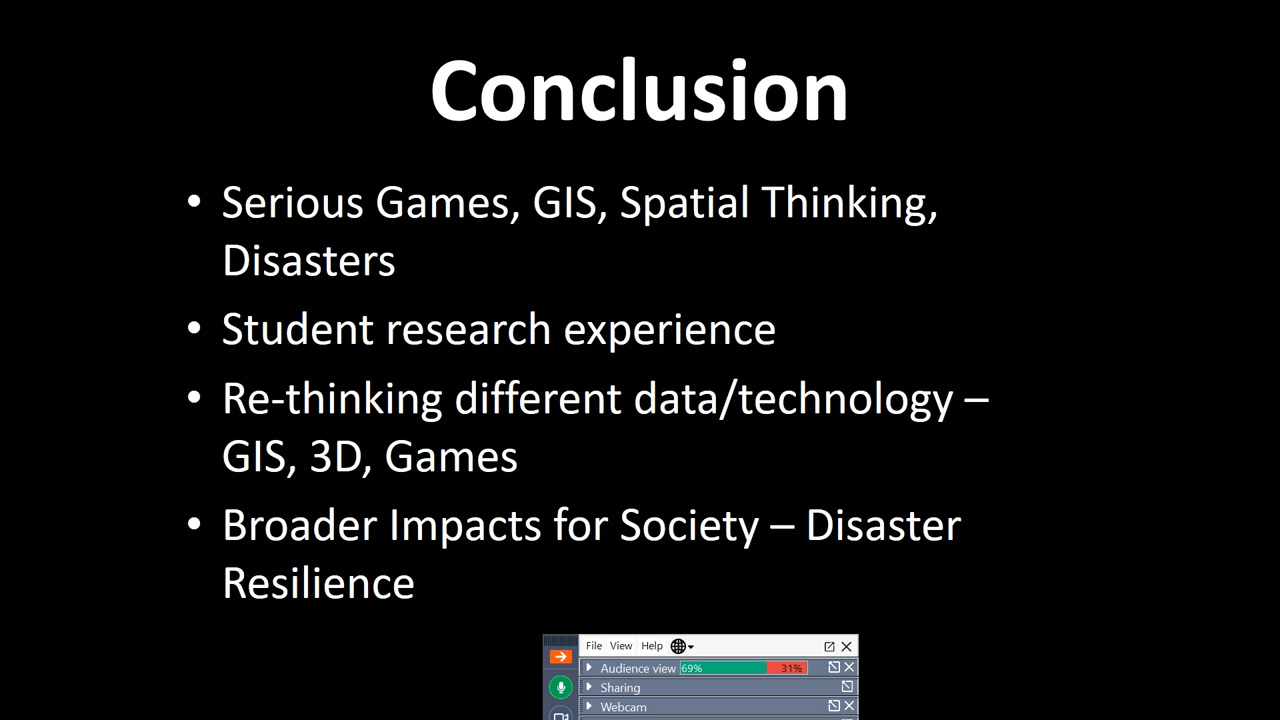 Conclusion
• Serious Games, GIS, Spatial Thinking,
Disasters
• Student research experience
• Re-thinking different data/technology –
GIS, 3D, Games
• Broader Impacts for Society – Disaster
Resilience
File View Help
Audience view 69% 31%
Sharing
Webcam